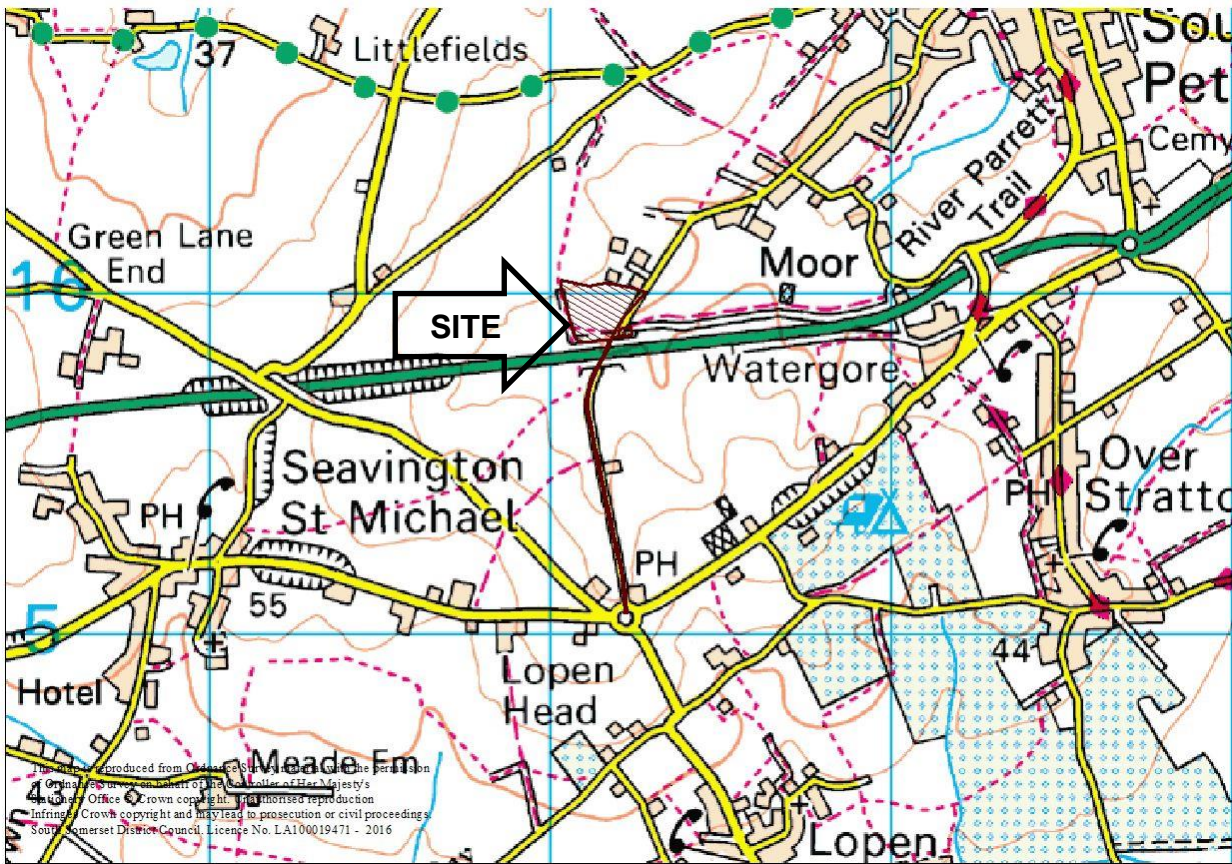 Sou
Pet
37
Littlefields
Cemy
River Parrett
Trail
Green Lane
End
16
Moor
SITE
Watergore
Seavington
St Michael
PH
Over
Stratto
PH
PH
55
5
44
Hotel
Lopen
Head
Meade Fm
This map is reproduced from Ordnance Survey material with the permission
of Ordnance Survey on behalf of the Controller of Her Majesty's
Stationery Office © Crown copyright. Unauthorised reproduction
Infringes Crown copyright and may lead to prosecution or civil proceedings.
South Somerset District Council. Licence No. LA100019471 - 2016
43
Lopen